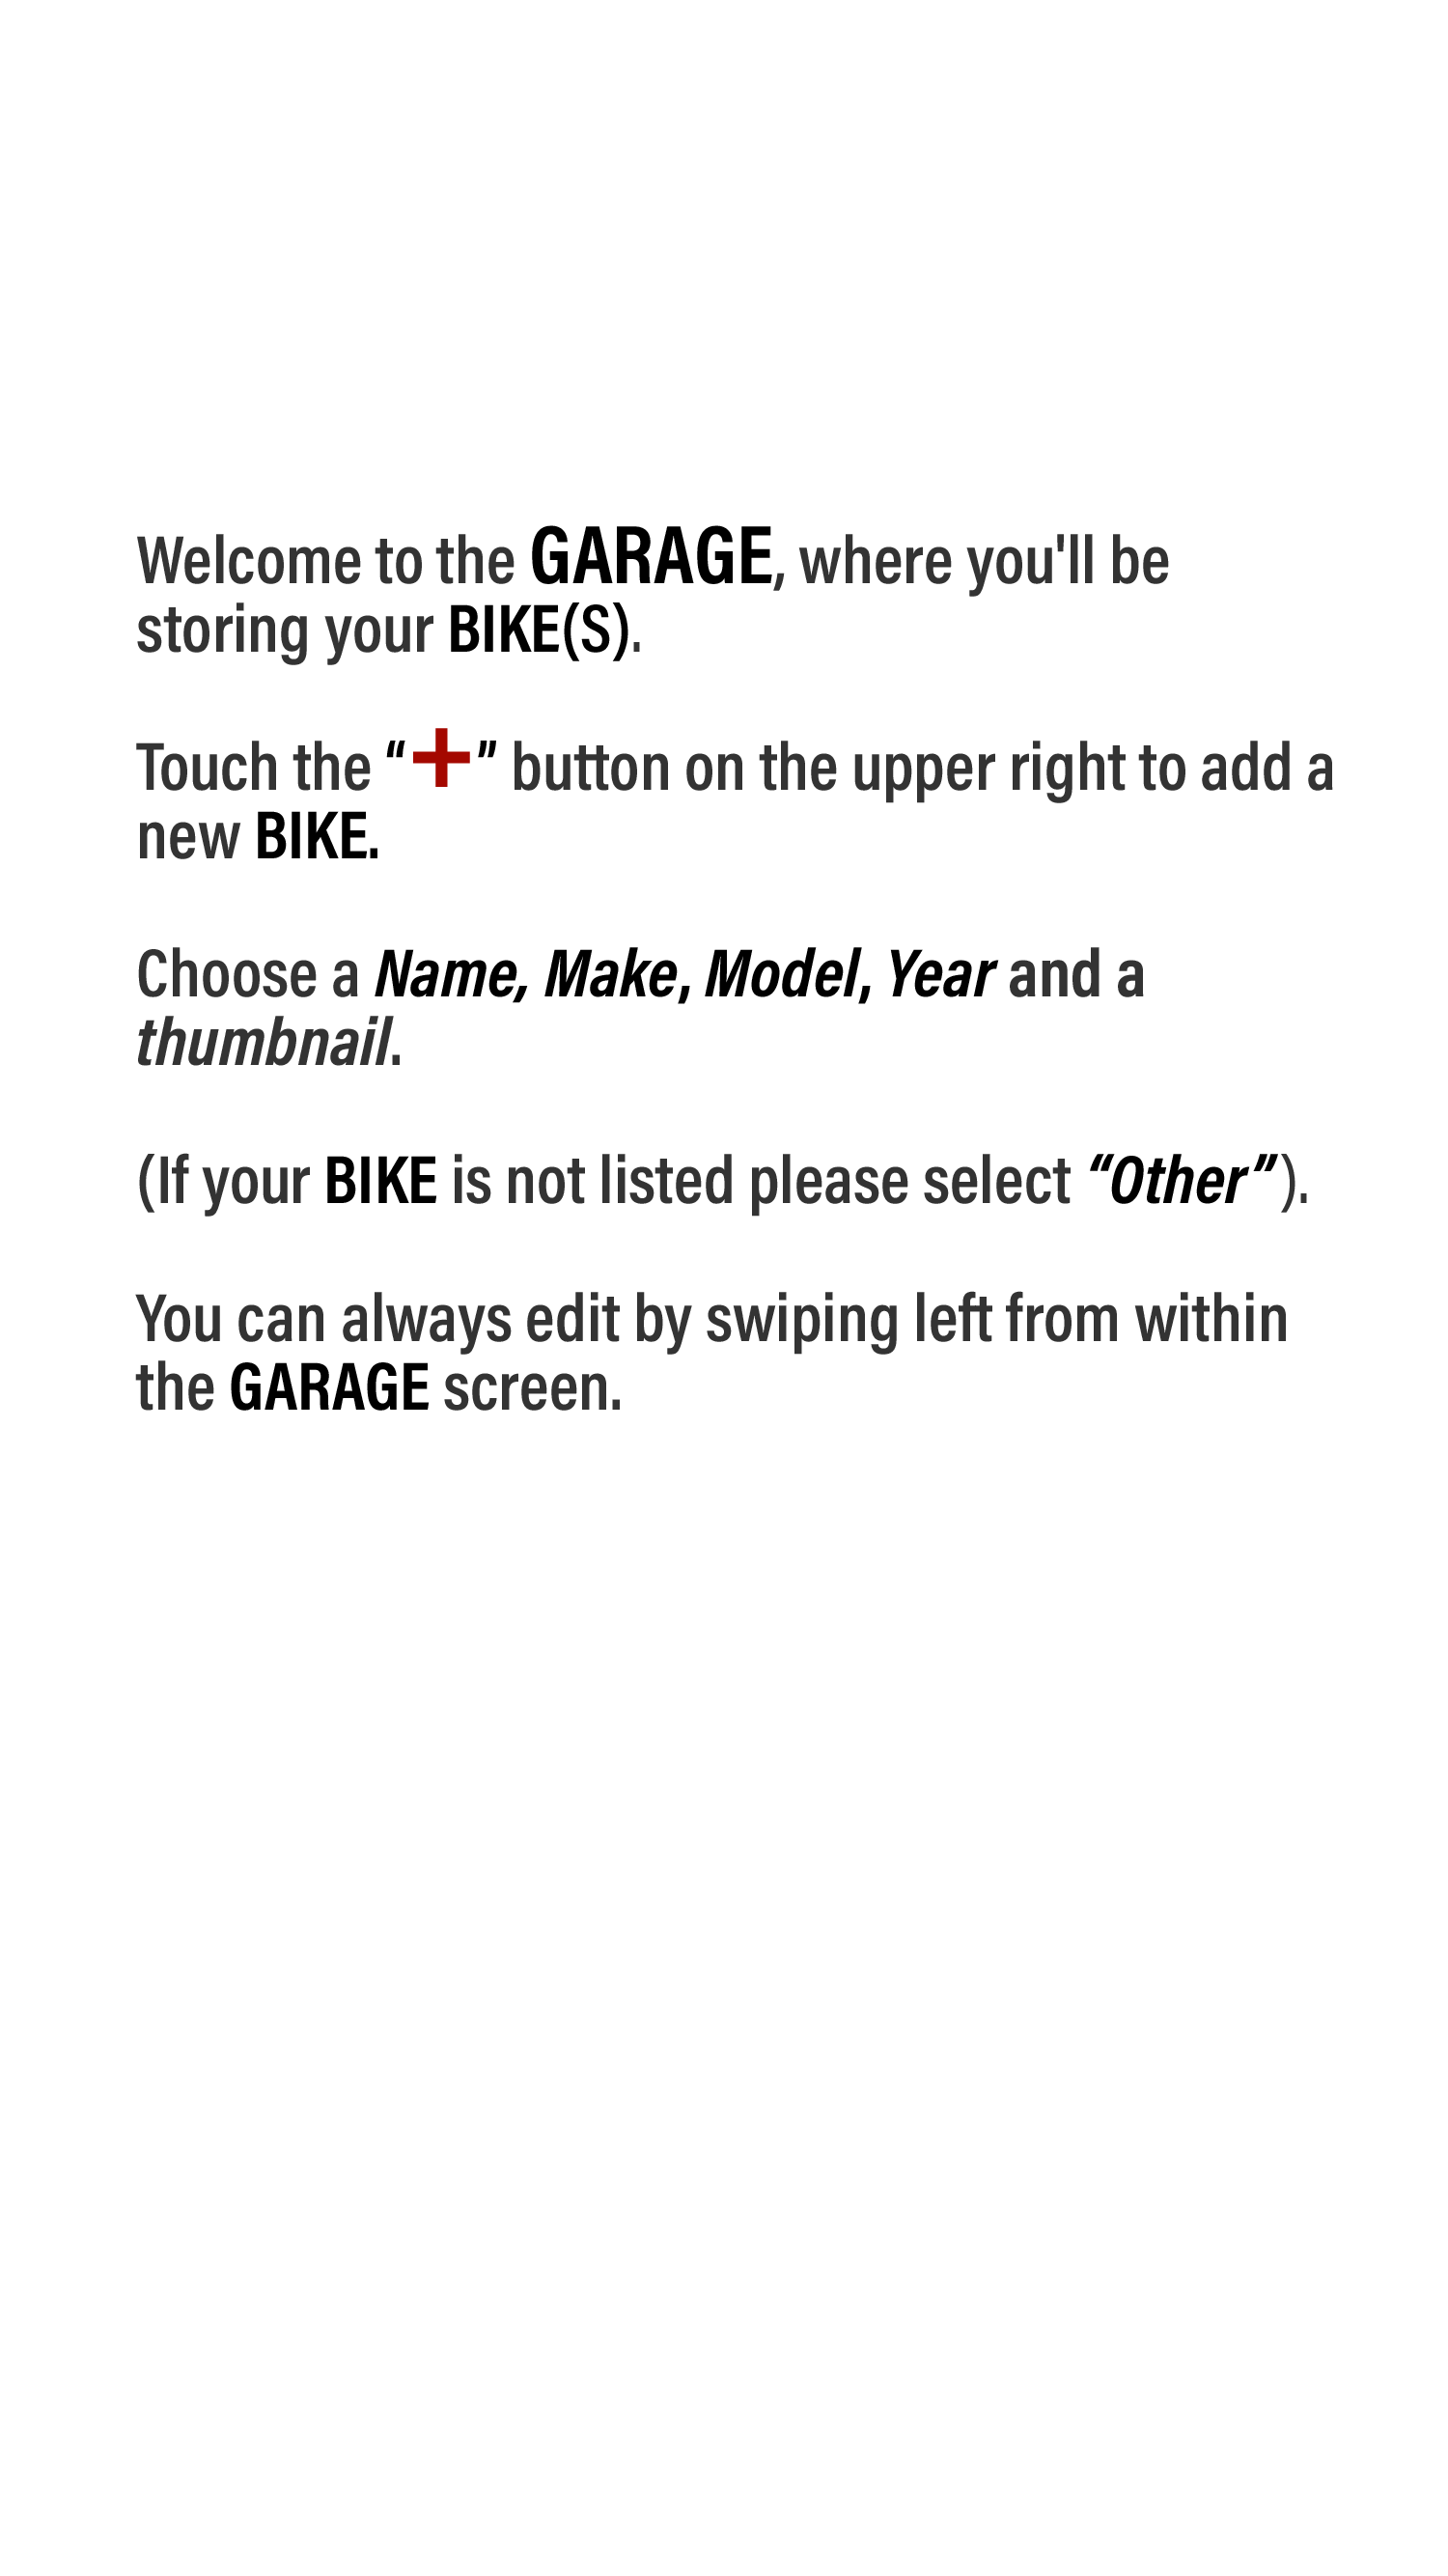 Welcome to the GARAGE, where you'll be
storing your BIKE(S).
Touch the “+” button on the upper right to add a
new BIKE.
Choose a Name, Make, Model, Year and a
thumbnail.
(If your BIKE is not listed please select “Other”).
You can always edit by swiping left from within
the GARAGE screen.